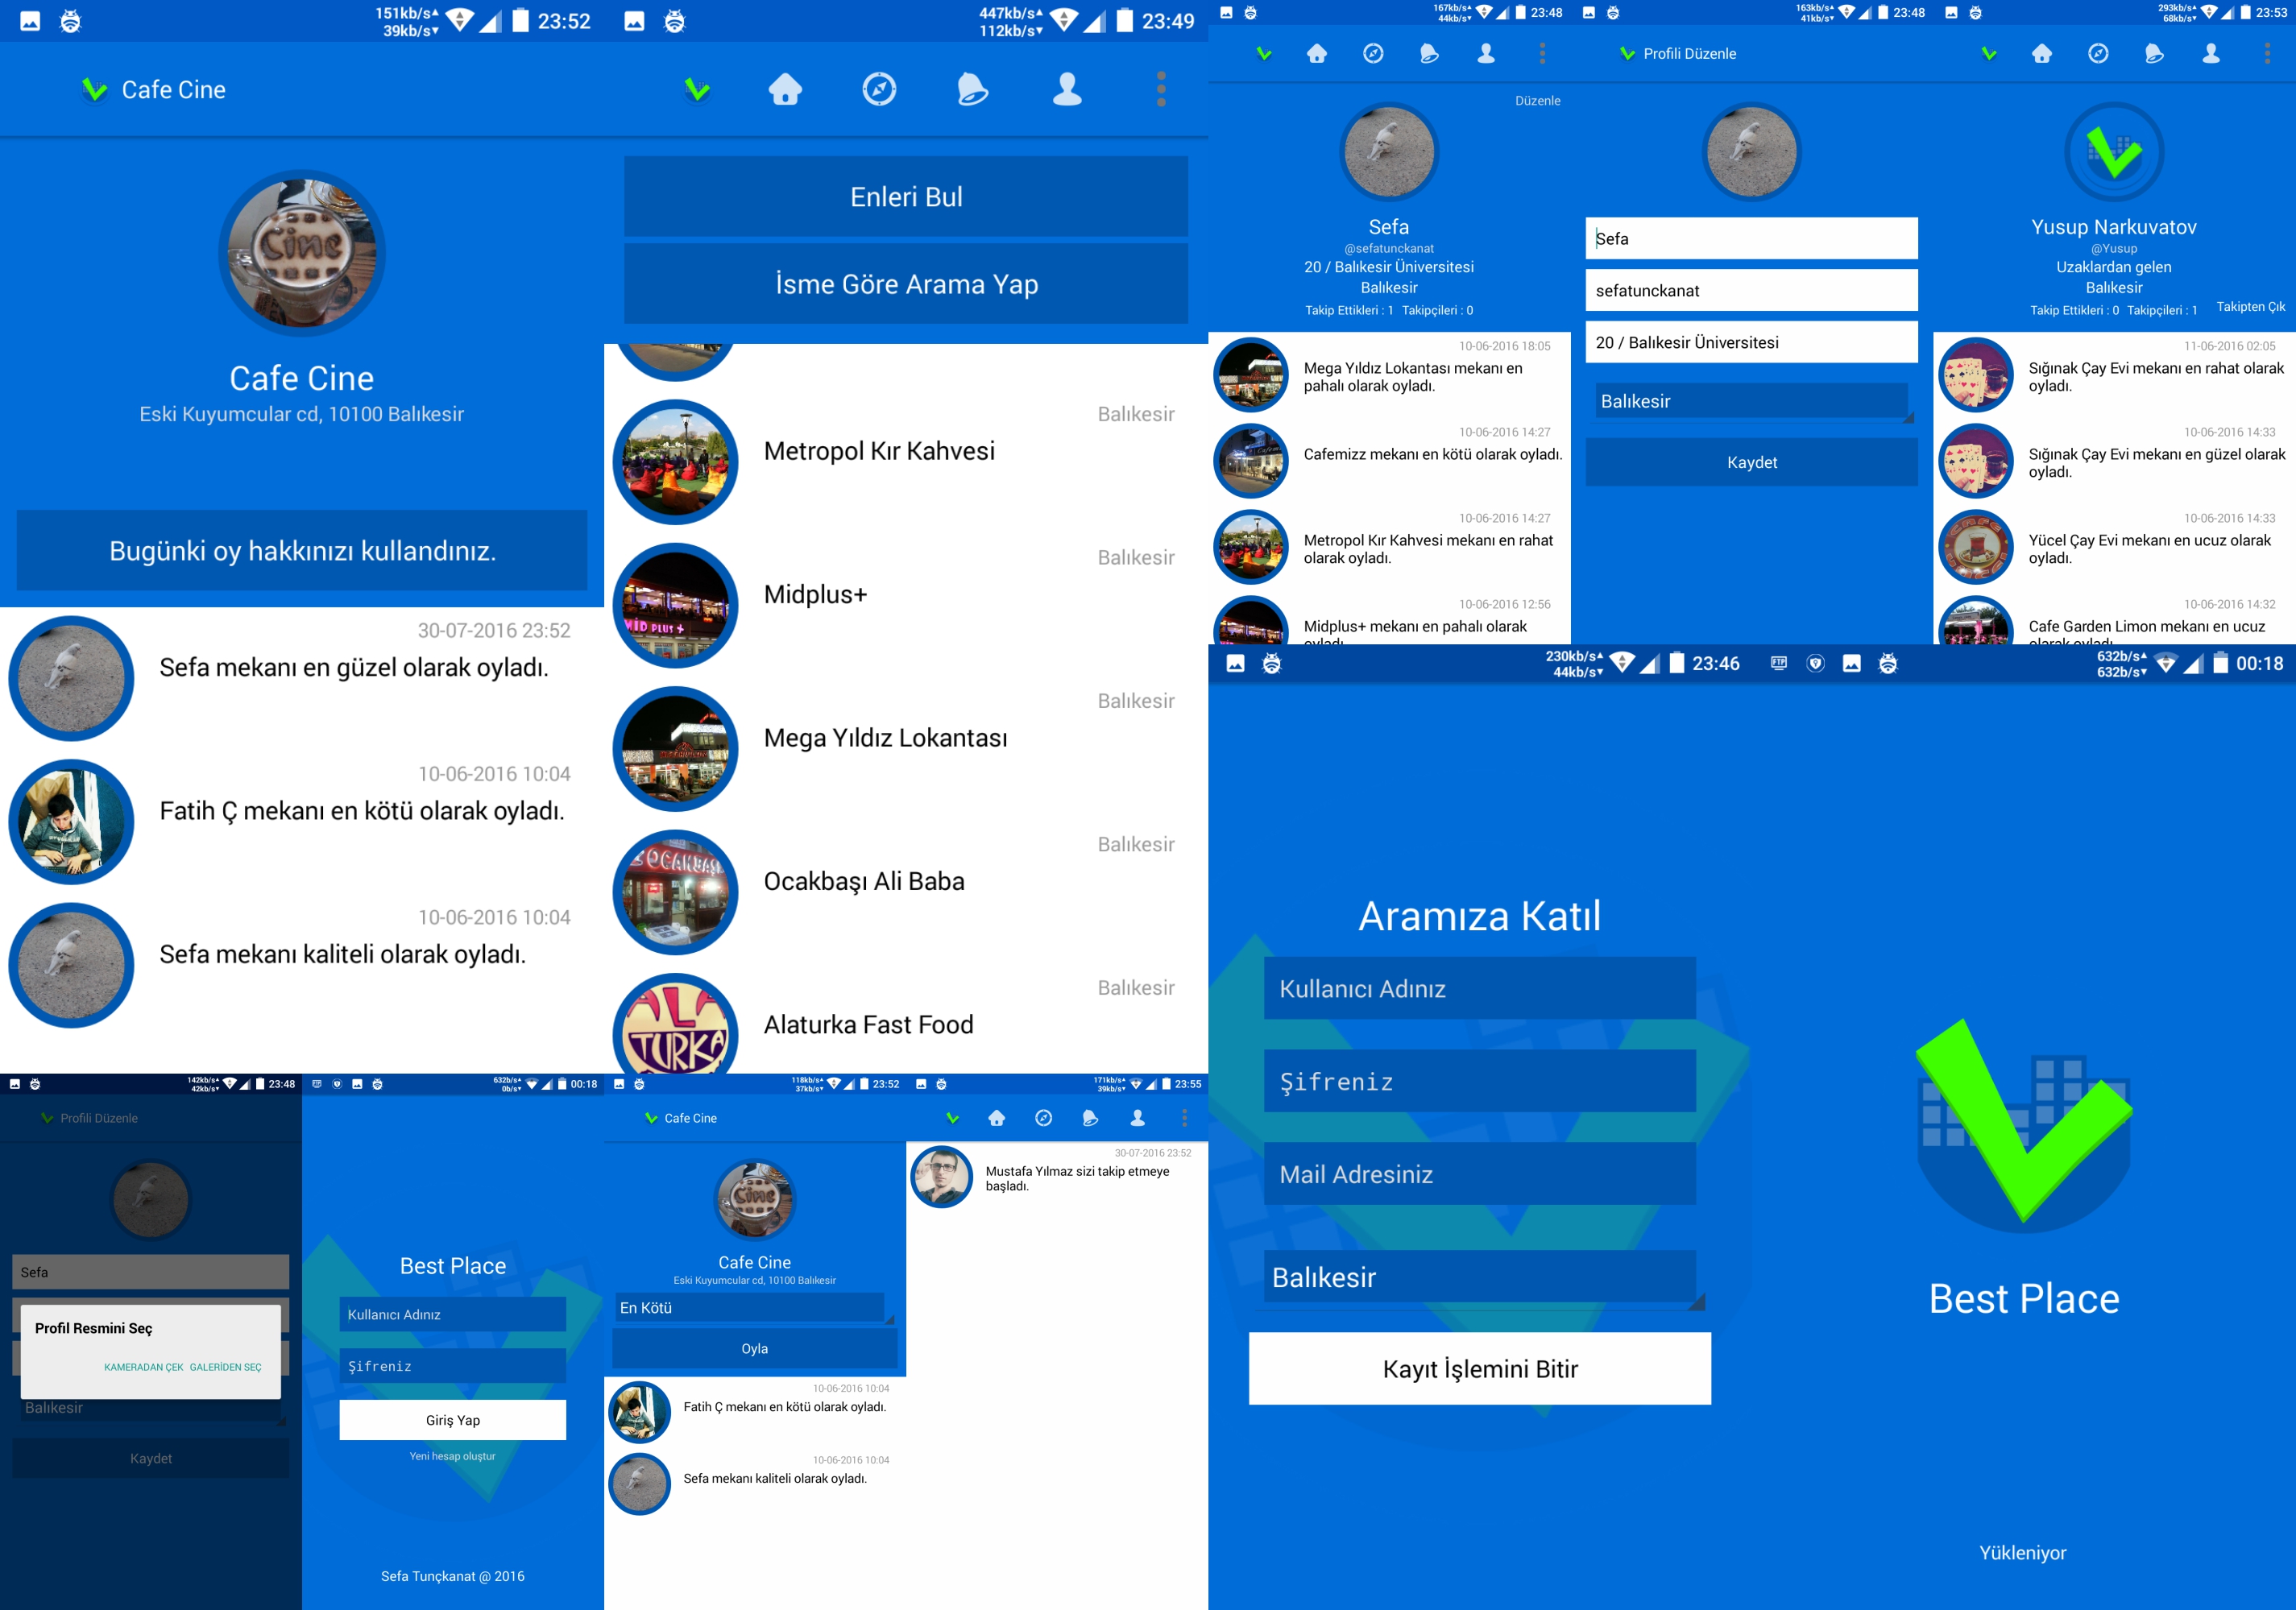 151kb/s
39kb/s
23:52
Cafe Cine
Cine
Cafe Cine
Eski Kuyumcular cd, 10100 Balıkesir
Bugünki oy hakkınızı kullandınız.
30-07-2016 23:52
Sefa mekanı en güzel olarak oyladı.
10-06-2016 10:04
Fatih Ç mekanı en kötü olarak oyladı.
10-06-2016 10:04
Sefa mekanı kaliteli olarak oyladı.
447kb/s
112kb/s
23:49
Enleri Bul
İsme Göre Arama Yap
Balıkesir
Metropol Kır Kahvesi
Balıkesir
Midplus+
MİD PLUS +
Balıkesir
Mega Yıldız Lokantası
Balıkesir
Ocakbaşı Ali Baba
OCAKBAŞI
Balıkesir
Alaturka Fast Food
ALA
TURKA
167kb/s
44kb/s
23:48
Düzenle
Sefa
@sefatunckanat
20 / Balıkesir Üniversitesi
Balıkesir
Takip Ettikleri : 1 Takipçileri : 0
10-06-2016 18:05
Mega Yıldız Lokantası mekanı en
pahalı olarak oyladı.
10-06-2016 14:27
Cafemizz mekanı en kötü olarak oyladı.
10-06-2016 14:27
Metropol Kır Kahvesi mekanı en rahat
olarak oyladı.
10-06-2016 12:56
Midplus+ mekanı en pahalı olarak
oyladı.
163kb/s
41kb/s
23:48
Profili Düzenle
Sefa
sefatunckanat
20 / Balıkesir Üniversitesi
Balıkesir
Kaydet
293kb/s
68kb/s
23:53
Yusup Narkuvatov
@Yusup
Uzaklardan gelen
Balıkesir
Takip Ettikleri : 0 Takipçileri : 1
Takipten Çık
11-06-2016 02:05
Sığınak Çay Evi mekanı en rahat olarak
oyladı.
10-06-2016 14:33
Sığınak Çay Evi mekanı en güzel olarak
oyladı.
10-06-2016 14:33
Yücel Çay Evi mekanı en ucuz olarak
oyladı.
10-06-2016 14:32
Cafe Garden Limon mekanı en ucuz
olarak oyladı.
142kb/s
42kb/s
23:48
Profili Düzenle
Sefa
Profil Resmini Seç
KAMERADAN ÇEK GALERİDEN SEÇ
Balıkesir
Kaydet
632b/s
0b/s
00:18
Best Place
Kullanıcı Adınız
Şifreniz
Giriş Yap
Yeni hesap oluştur
Sefa Tunçkanat @ 2016
118kb/s
37kb/s
23:52
Cafe Cine
Cine
Cafe Cine
Eski Kuyumcular cd, 10100 Balıkesir
En Kötü
Oyla
10-06-2016 10:04
Fatih Ç mekanı en kötü olarak oyladı.
10-06-2016 10:04
Sefa mekanı kaliteli olarak oyladı.
171kb/s
39kb/s
23:55
30-07-2016 23:52
Mustafa Yılmaz sizi takip etmeye
başladı.
230kb/s
44kb/s
23:46
Aramıza Katıl
Kullanıcı Adınız
Şifreniz
Mail Adresiniz
Balıkesir
Kayıt İşlemini Bitir
FTP
632b/s
632b/s
00:18
Best Place
Yükleniyor